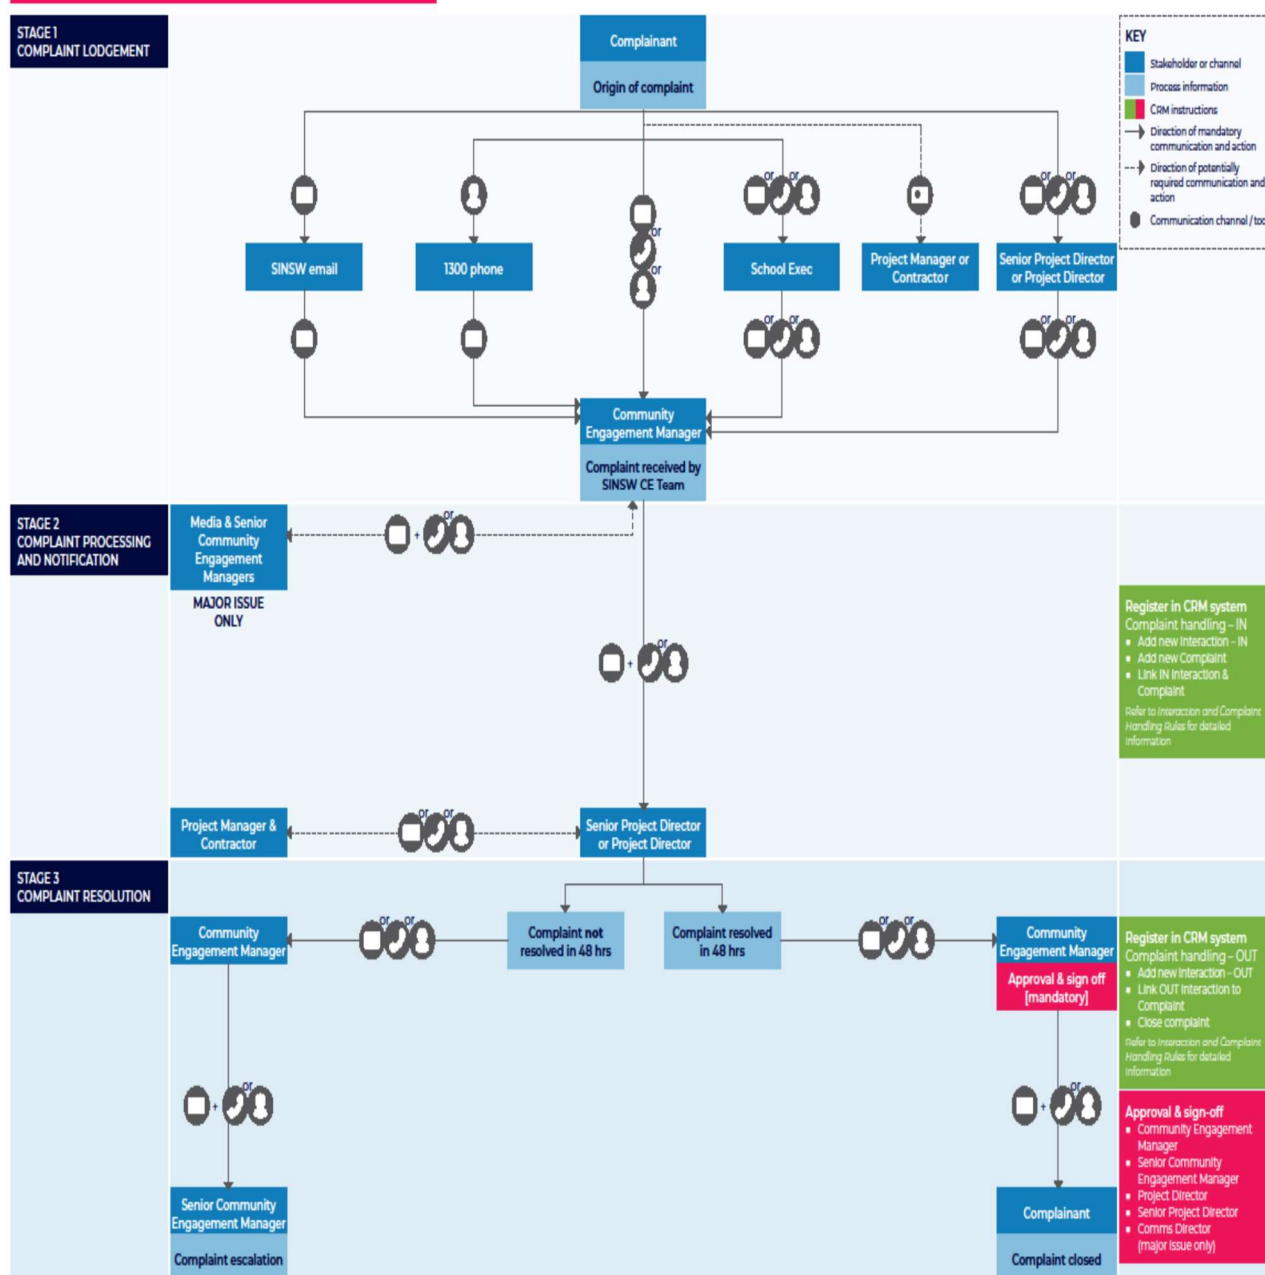 STAGE 1
COMPLAINT LODGEMENT
Complainant
Origin of complaint
KEY
Stakeholder or channel
Process information
CRM instructions
Direction of mandatory
communication and action
Direction of potentially
required communication and
action
Communication channel / too
or
or
or
or
or
or
SINSW email
1300 phone
School Exec
Project Manager or
Contractor
Senior Project Director
or Project Director
or
or
or
or
Community
Engagement Manager
Complaint received by
SINSW CE Team
STAGE 2
COMPLAINT PROCESSING
AND NOTIFICATION
Media & Senior
Community
Engagement
Managers
MAJOR ISSUE
ONLY
+
or
+
or
Register in CRM system
Complaint handling – IN
Add new Interaction – IN
Add new Complaint
Link IN Interaction &
Complaint
Refer to Interaction and Complaint
Handling Rules for detailed
information
Project Manager &
Contractor
or
or
Senior Project Director
or Project Director
STAGE 3
COMPLAINT RESOLUTION
Community
Engagement Manager
or
or
Complaint not
resolved in 48 hrs
Complaint resolved
in 48 hrs
or
or
Community
Engagement Manager
Approval & sign off
[mandatory]
Register in CRM system
Complaint handling – OUT
Add new Interaction – OUT
Link OUT Interaction to
Complaint
Close complaint
Refer to Interaction and Complaint
Handling Rules for detailed
information
+
or
+
or
Approval & sign-off
Community Engagement
Manager
Senior Community
Engagement Manager
Project Director
Senior Project Director
Comms Director
(major issue only)
Senior Community
Engagement Manager
Complaint escalation
Complainant
Complaint closed